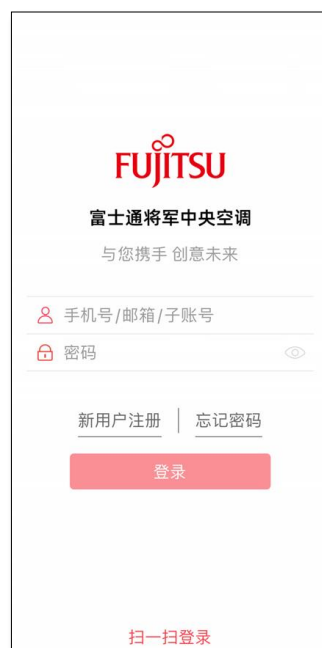 FUJITSU
富士通将军中央空调
与您携手 创意未来
手机号/邮箱/子账号
密码
新用户注册 忘记密码
登录
扫一扫登录